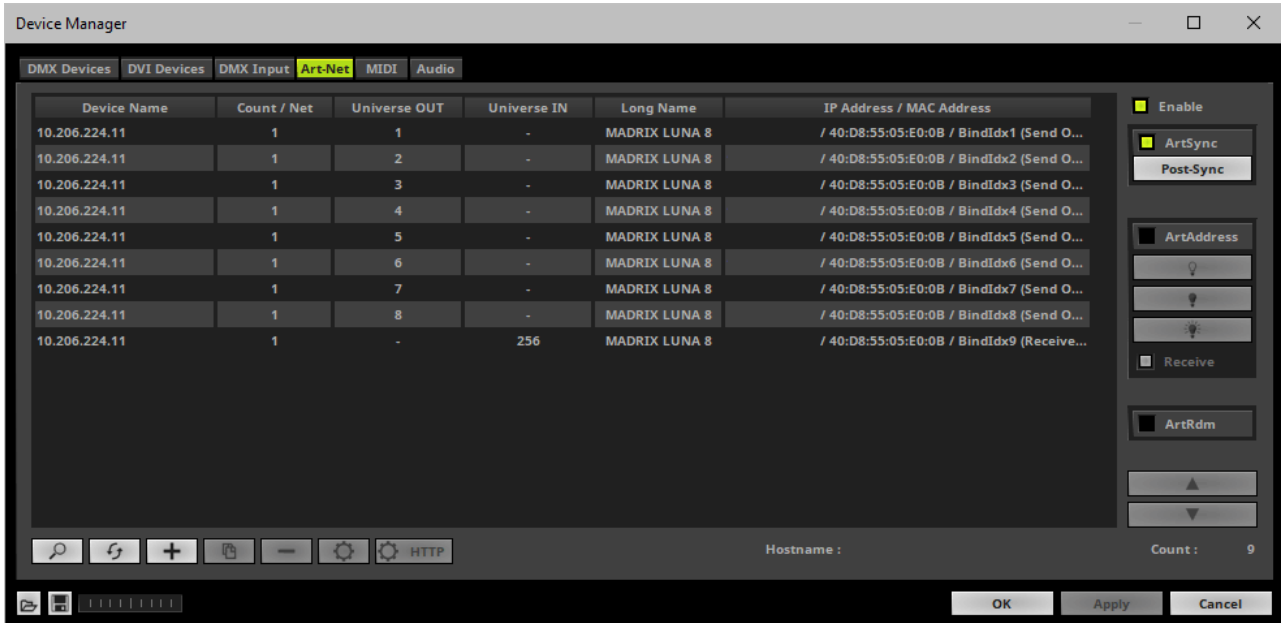 Device Manager
DMX Devices DVI Devices DMX Input Art-Net MIDI Audio
Device Name Count / Net Universe OUT Universe IN Long Name IP Address / MAC Address Enable
10.206.224.11 1 1 - MADRIX LUNA 8 / 40:D8:55:05:E0:0B / BindIdx1 (Send O...
ArtSync
10.206.224.11 1 2 - MADRIX LUNA 8 / 40:D8:55:05:E0:0B / BindIdx2 (Send O...
Post-Sync
10.206.224.11 1 3 - MADRIX LUNA 8 / 40:D8:55:05:E0:0B / BindIdx3 (Send O...
10.206.224.11 1 4 - MADRIX LUNA 8 / 40:D8:55:05:E0:0B / BindIdx4 (Send O...
10.206.224.11 1 5 - MADRIX LUNA 8 / 40:D8:55:05:E0:0B / BindIdx5 (Send O... ArtAddress
10.206.224.11 1 6 - MADRIX LUNA 8 / 40:D8:55:05:E0:0B / BindIdx6 (Send O...
10.206.224.11 1 7 - MADRIX LUNA 8 / 40:D8:55:05:E0:0B / BindIdx7 (Send O...
10.206.224.11 1 8 - MADRIX LUNA 8 / 40:D8:55:05:E0:0B / BindIdx8 (Send O...
10.206.224.11 1 - 256 MADRIX LUNA 8 / 40:D8:55:05:E0:0B / BindIdx9 (Receive...
Receive
ArtRdm
HTTP Hostname : Count : 9
OK Apply Cancel